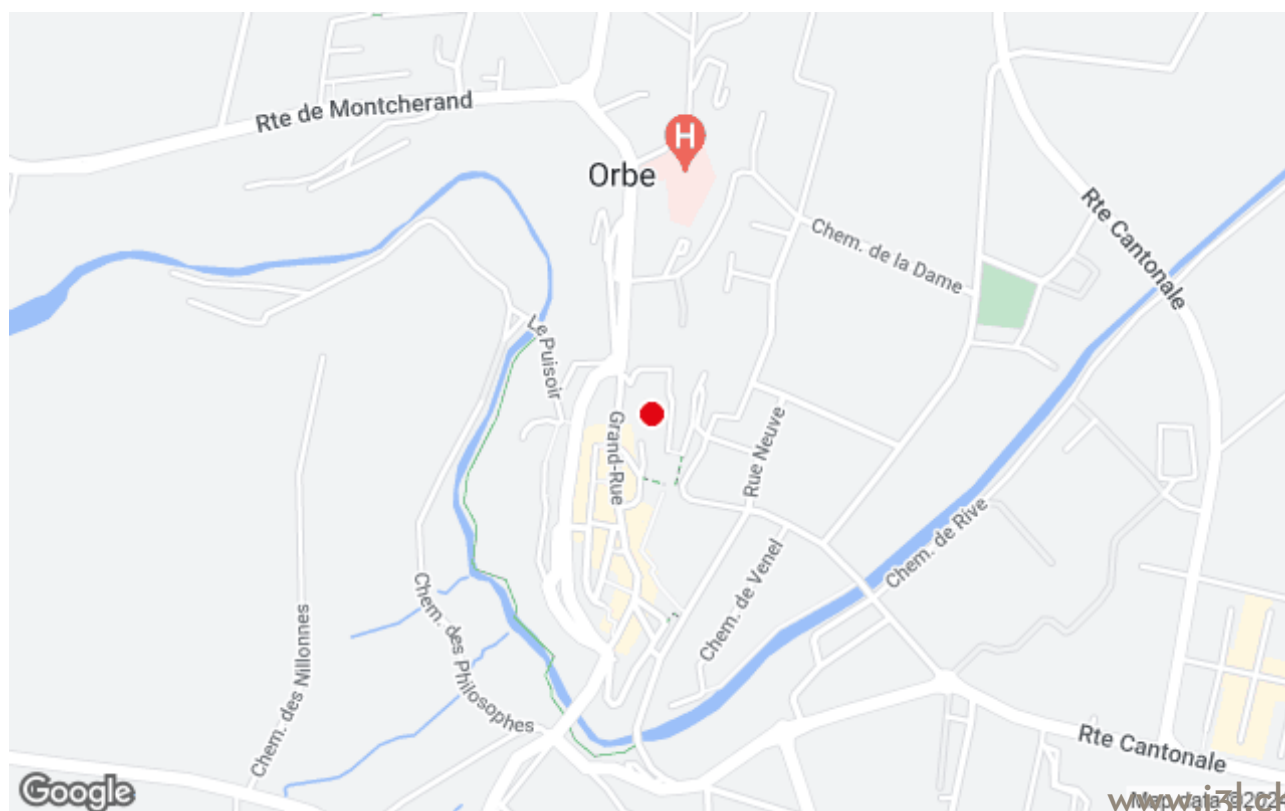 Rte de Montcherand
H
Orbe
Rte Cantonale
Chem. de la Dame
Le Puisoir
Grand-Rue
Rue Neuve
Chem. de Rive
Chem. de Venel
Chem. des Nillonnes
Chem. des Philosophes
Rte Cantonale
Google